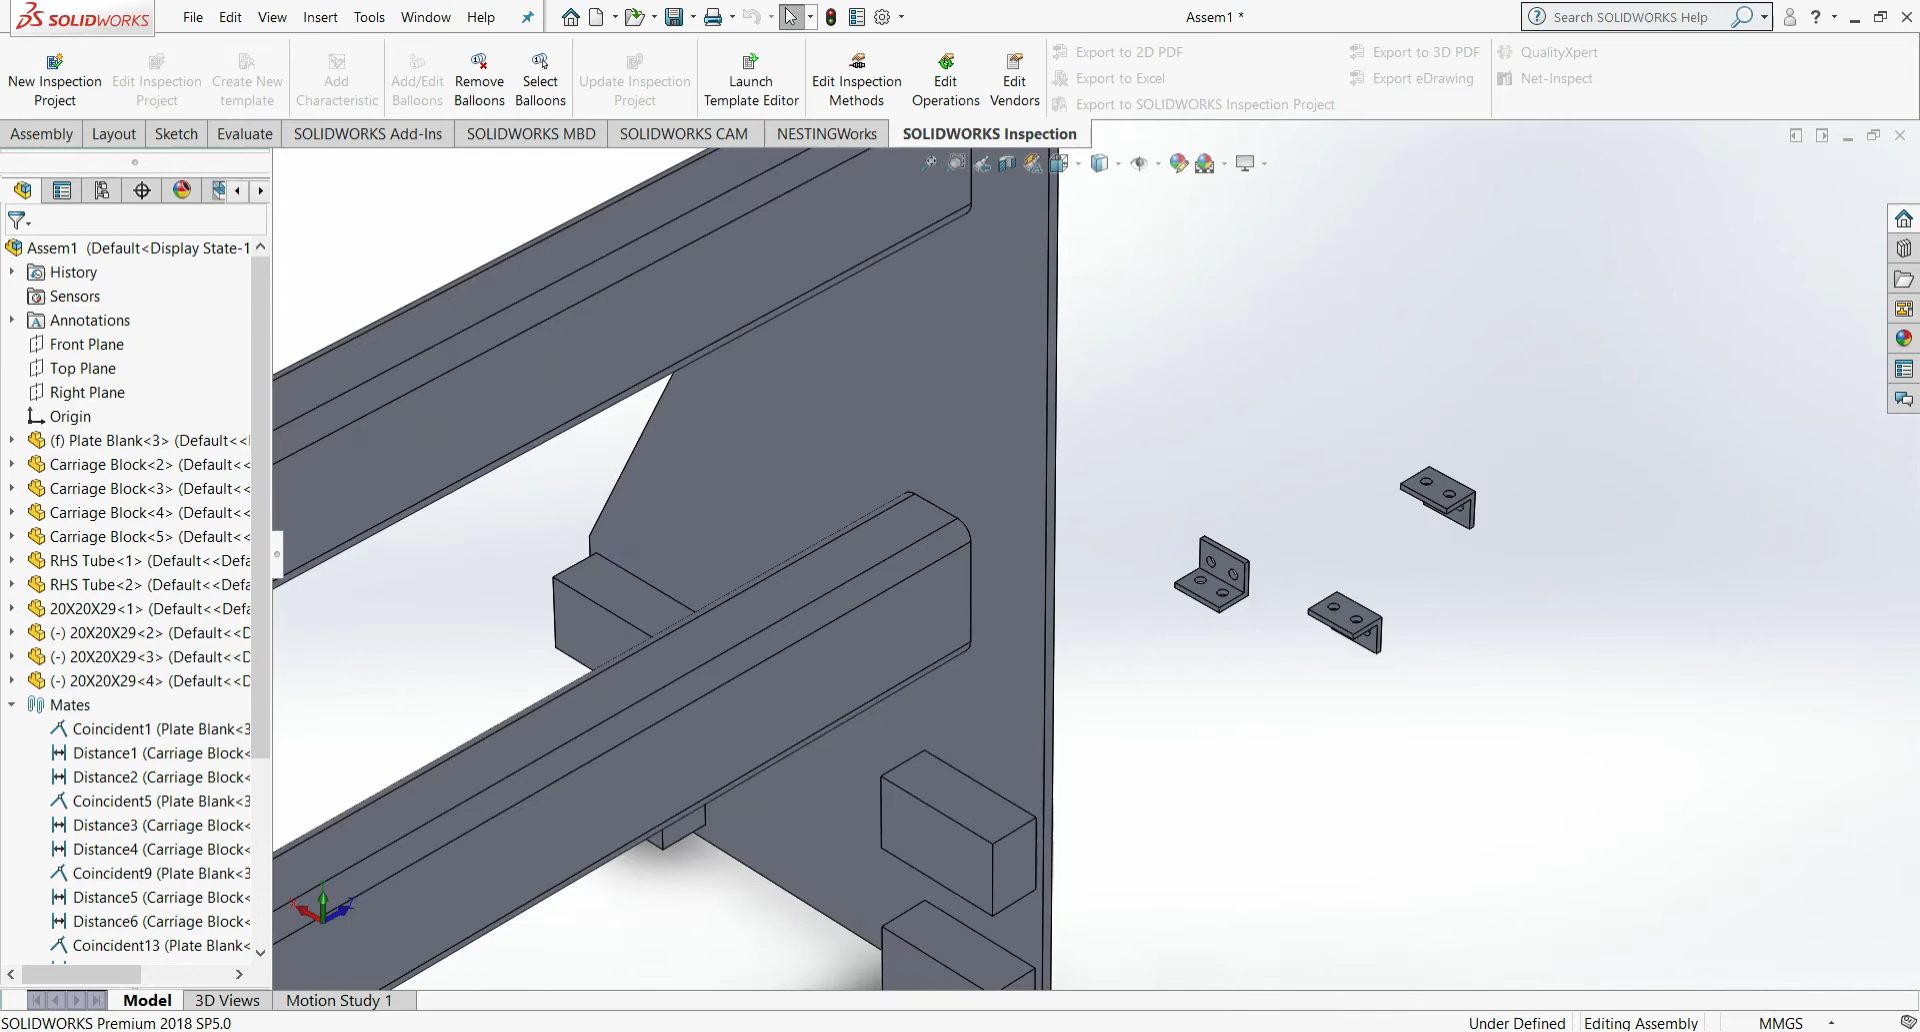 SOLIDWORKS
File Edit View Insert Tools Window Help
Assem1 *
Search SOLIDWORKS Help
New Inspection Project
Edit Inspection Project
Create New template
Add Characteristic
Add/Edit Balloons
Remove Balloons
Select Balloons
Update Inspection Project
Launch Template Editor
Edit Inspection Methods
Edit Operations
Edit Vendors
Export to 2D PDF
Export to Excel
Export to SOLIDWORKS Inspection Project
Export to 3D PDF
Export eDrawing
QualityXpert
Net-Inspect
Assembly Layout Sketch Evaluate SOLIDWORKS Add-Ins SOLIDWORKS MBD SOLIDWORKS CAM NESTINGWorks SOLIDWORKS Inspection
Assem1 (Default<Display State-1
History
Sensors
Annotations
Front Plane
Top Plane
Right Plane
Origin
(f) Plate Blank<3> (Default<<
Carriage Block<2> (Default<<
Carriage Block<3> (Default<<
Carriage Block<4> (Default<<
Carriage Block<5> (Default<<
RHS Tube<1> (Default<<Defa
RHS Tube<2> (Default<<Defa
20X20X29<1> (Default<<Defa
(-) 20X20X29<2> (Default<<D
(-) 20X20X29<3> (Default<<D
(-) 20X20X29<4> (Default<<D
Mates
Coincident1 (Plate Blank<3
Distance1 (Carriage Block<
Distance2 (Carriage Block<
Coincident5 (Plate Blank<3
Distance3 (Carriage Block<
Distance4 (Carriage Block<
Coincident9 (Plate Blank<3
Distance5 (Carriage Block<
Distance6 (Carriage Block<
Coincident13 (Plate Blank<
Model 3D Views Motion Study 1
SOLIDWORKS Premium 2018 SP5.0
Under Defined Editing Assembly MMGS